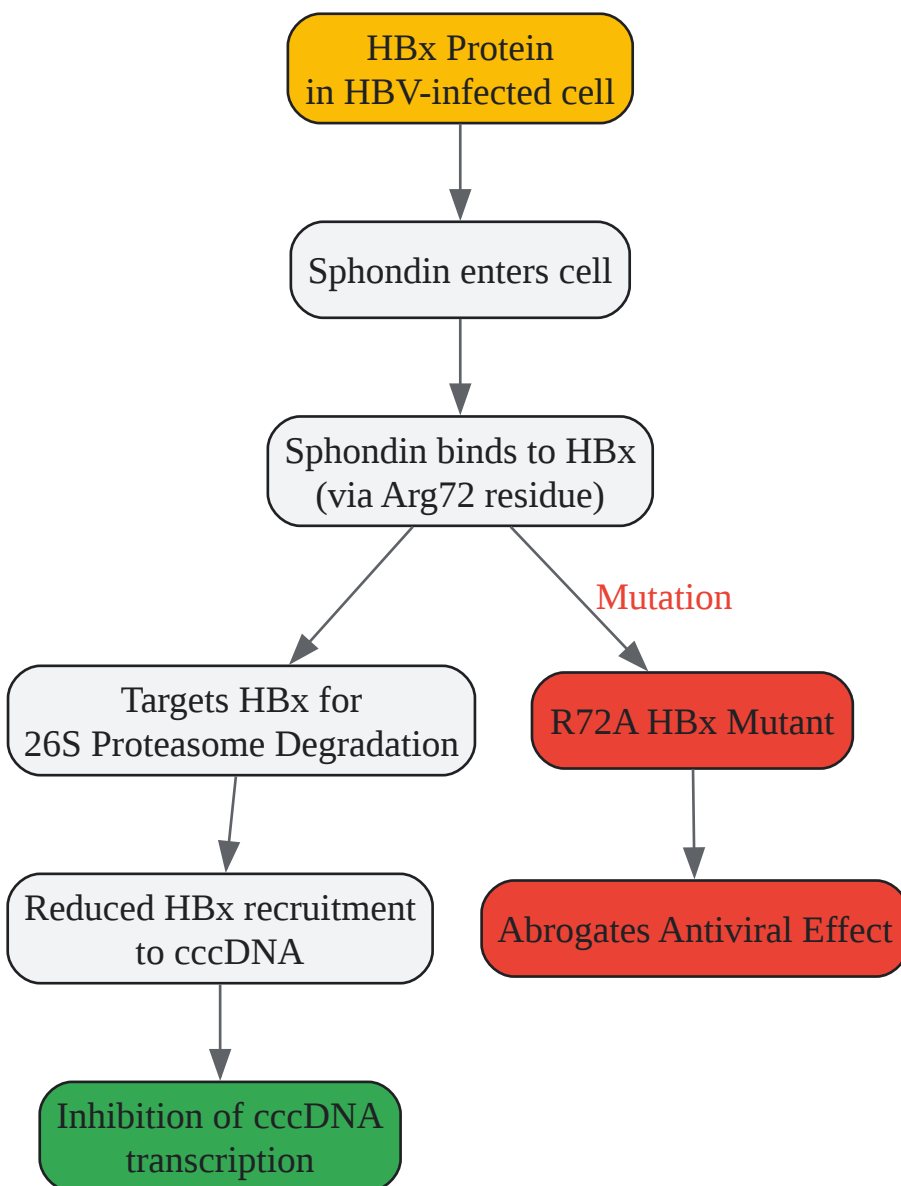 HBx Protein
in HBV-infected cell
Sphondin enters cell
Sphondin binds to HBx
(via Arg72 residue)
Mutation
Targets HBx for
26S Proteasome Degradation
R72A HBx Mutant
Reduced HBx recruitment
to cccDNA
Abrogates Antiviral Effect
Inhibition of cccDNA
transcription